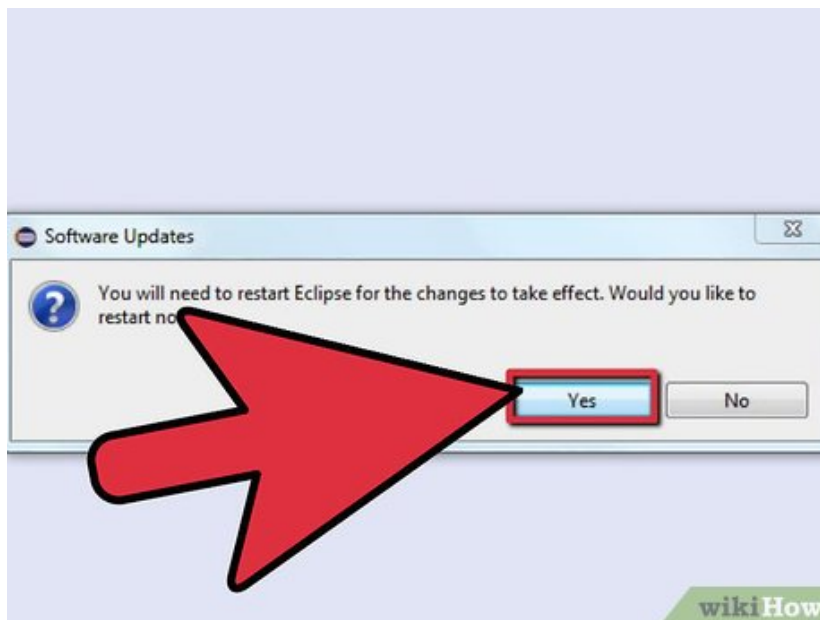 Software Updates
You will need to restart Eclipse for the changes to take effect. Would you like to
restart
Yes
No
wikiHow